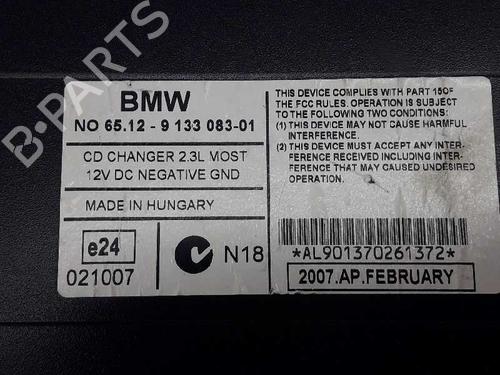 B-PARTS
BMW
NO 65.12 - 9 133 083-01
CD CHANGER 2.3L MOST
12V DC NEGATIVE GND
MADE IN HUNGARY
e24
021007
N18
THIS DEVICE COMPLIES WITH PART 15OF
THE FCC RULES. OPERATION IS SUBJECT
TO THE FOLLOWING TWO CONDITIONS:
(1) THIS DEVICE MAY NOT CAUSE HARMFUL
INTERFERENCE.
(2) THIS DEVICE MUST ACCEPT ANY INTER-
FERENCE RECEIVED INCLUDING INTER-
FERENCE THAT MAY CAUSED UNDESIRED
OPERATION.
*AL901370261372*
2007.AP.FEBRUARY